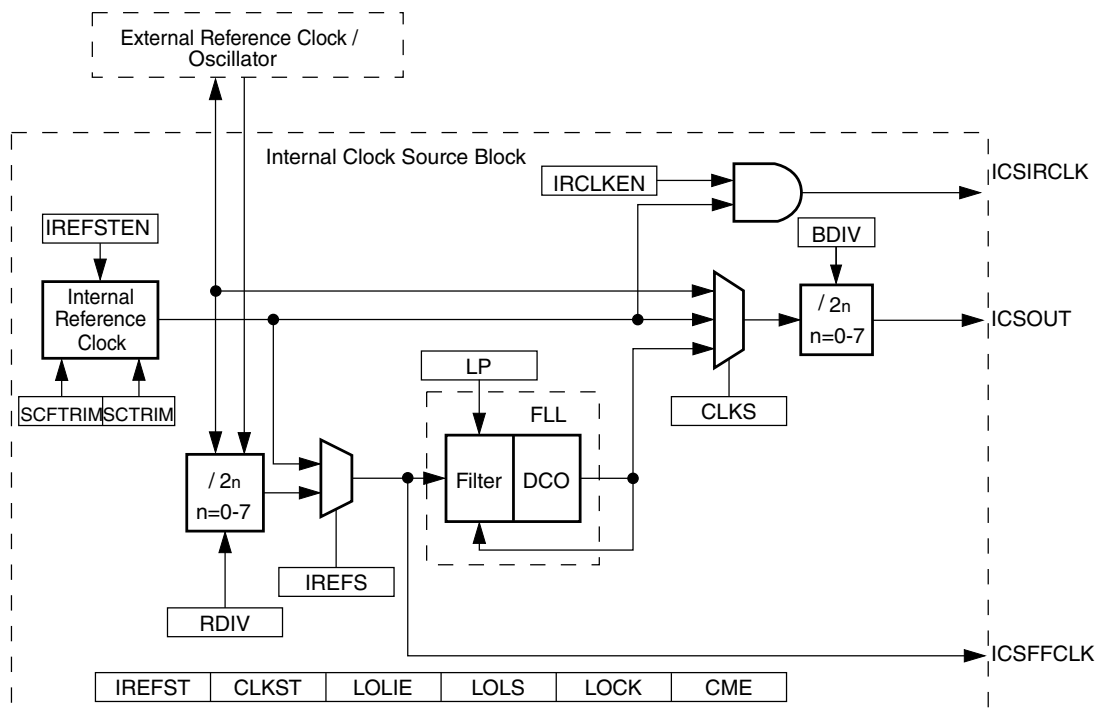 External Reference Clock /
Oscillator
Internal Clock Source Block
IRCLKEN
ICSIRCLK
IREFSTEN
BDIV
Internal
Reference
Clock
/ 2n
n=0-7
ICSOUT
LP
SCFTRIM SCTRIM
CLKS
FLL
/ 2n
n=0-7
Filter DCO
IREFS
RDIV
ICSFFCLK
IREFST CLKST LOLIE LOLS LOCK CME